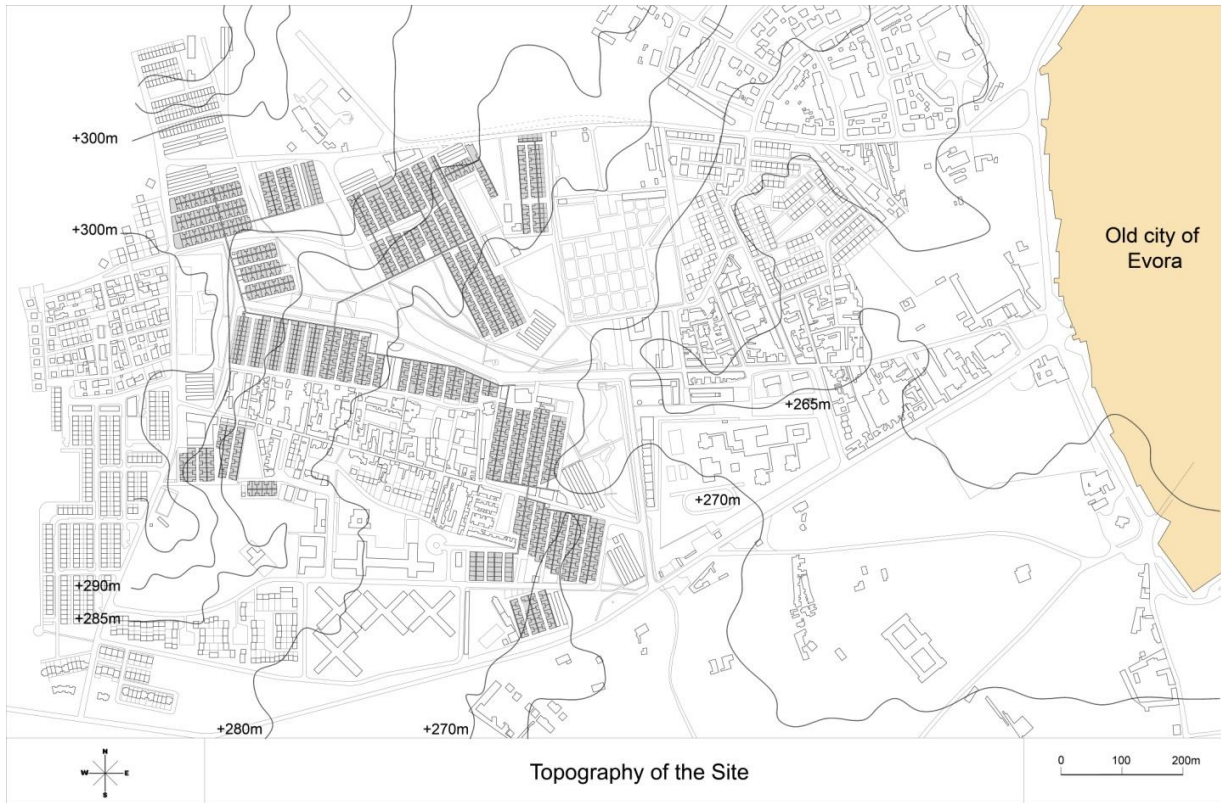 +300m
+300m
Old city of
Evora
+265m
+270m
+290m
+285m
+280m
+270m
N
W E
S
Topography of the Site
0 100 200m